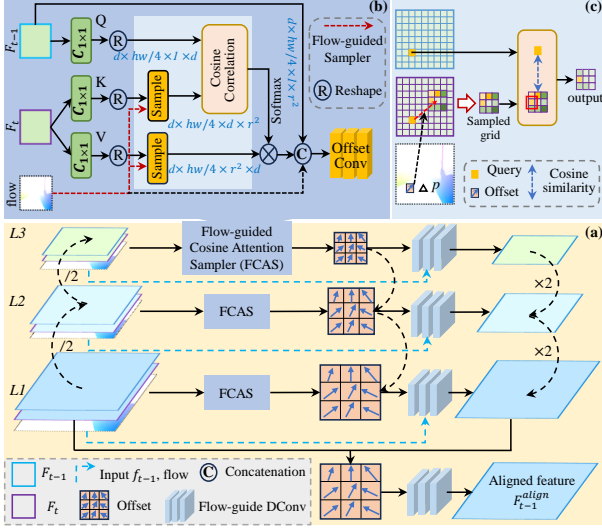 (b)
F_{t-1}
C_{1×1}
Q
R
d×hw/4×1×d
Cosine
Correlation
d×hw/4×1×r²
Flow-guided
Sampler
R Reshape
F_t
C_{1×1}
K
R
Sample
d×hw/4×d×r²
Softmax
C_{1×1}
V
R
Sample
d×hw/4×r²×d
C
Offset
Conv
flow
(c)
Sampled
grid
output
p
Query
Offset
Cosine
similarity
(a)
L3
Flow-guided
Cosine Attention
Sampler (FCAS)
/2
×2
L2
FCAS
/2
×2
L1
FCAS
F_{t-1}
Input f_{t-1}, flow
C Concatenation
F_t
Offset
Flow-guide DConv
Aligned feature
F_{t-1}^{align}